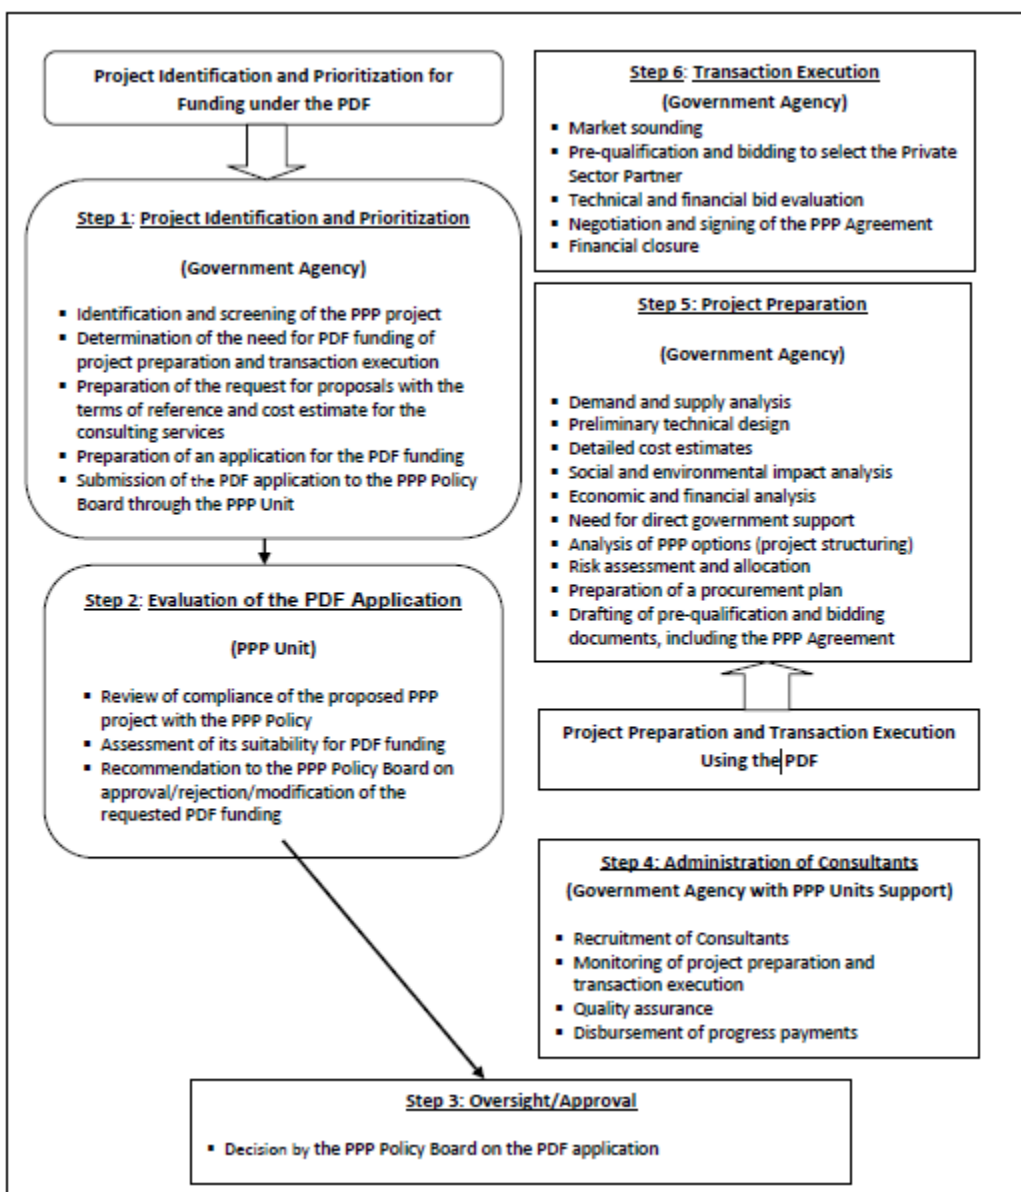 Project Identification and Prioritization for
Funding under the PDF
Step 1: Project Identification and Prioritization
(Government Agency)
▪ Identification and screening of the PPP project
▪ Determination of the need for PDF funding of
project preparation and transaction execution
▪ Preparation of the request for proposals with the
terms of reference and cost estimate for the
consulting services
▪ Preparation of an application for the PDF funding
▪ Submission of the PDF application to the PPP Policy
Board through the PPP Unit
Step 2: Evaluation of the PDF Application
(PPP Unit)
▪ Review of compliance of the proposed PPP
project with the PPP Policy
▪ Assessment of its suitability for PDF funding
▪ Recommendation to the PPP Policy Board on
approval/rejection/modification of the
requested PDF funding
Step 3: Oversight/Approval
▪ Decision by the PPP Policy Board on the PDF application
Step 4: Administration of Consultants
(Government Agency with PPP Units Support)
▪ Recruitment of Consultants
▪ Monitoring of project preparation and
transaction execution
▪ Quality assurance
▪ Disbursement of progress payments
Project Preparation and Transaction Execution
Using the PDF
Step 5: Project Preparation
(Government Agency)
▪ Demand and supply analysis
▪ Preliminary technical design
▪ Detailed cost estimates
▪ Social and environmental impact analysis
▪ Economic and financial analysis
▪ Need for direct government support
▪ Analysis of PPP options (project structuring)
▪ Risk assessment and allocation
▪ Preparation of a procurement plan
▪ Drafting of pre-qualification and bidding
documents, including the PPP Agreement
Step 6: Transaction Execution
(Government Agency)
▪ Market sounding
▪ Pre-qualification and bidding to select the Private
Sector Partner
▪ Technical and financial bid evaluation
▪ Negotiation and signing of the PPP Agreement
▪ Financial closure